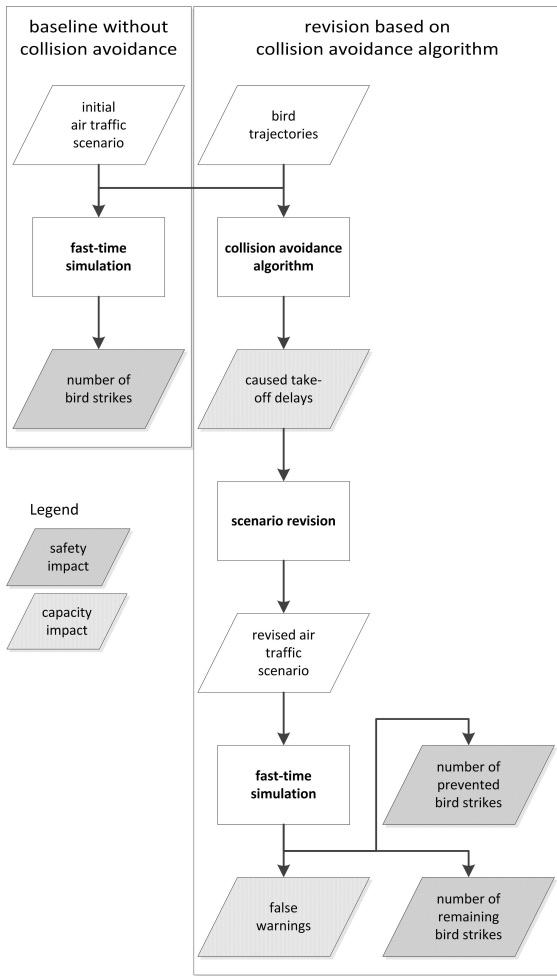 baseline without
collision avoidance
revision based on
collision avoidance algorithm
initial
air traffic
scenario
bird
trajectories
fast-time
simulation
collision avoidance
algorithm
number of
bird strikes
caused take-
off delays
Legend
safety
impact
capacity
impact
scenario revision
revised air
traffic
scenario
fast-time
simulation
number of
prevented
bird strikes
false
warnings
number of
remaining
bird strikes